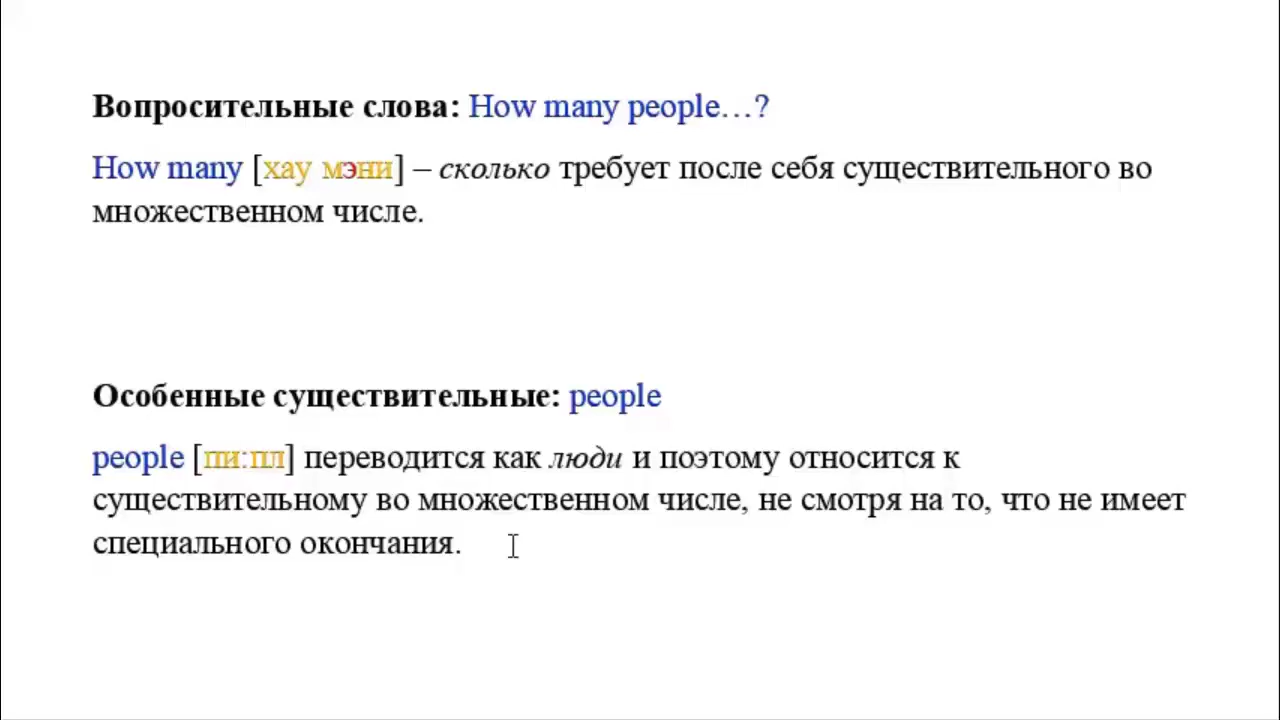 Вопросительные слова: How many people…?
How many [хау мэни] – сколько требует после себя существительного во
множественном числе.
Особенные существительные: people
people [пи:пл] переводится как люди и поэтому относится к
существительному во множественном числе, не смотря на то, что не имеет
специального окончания.